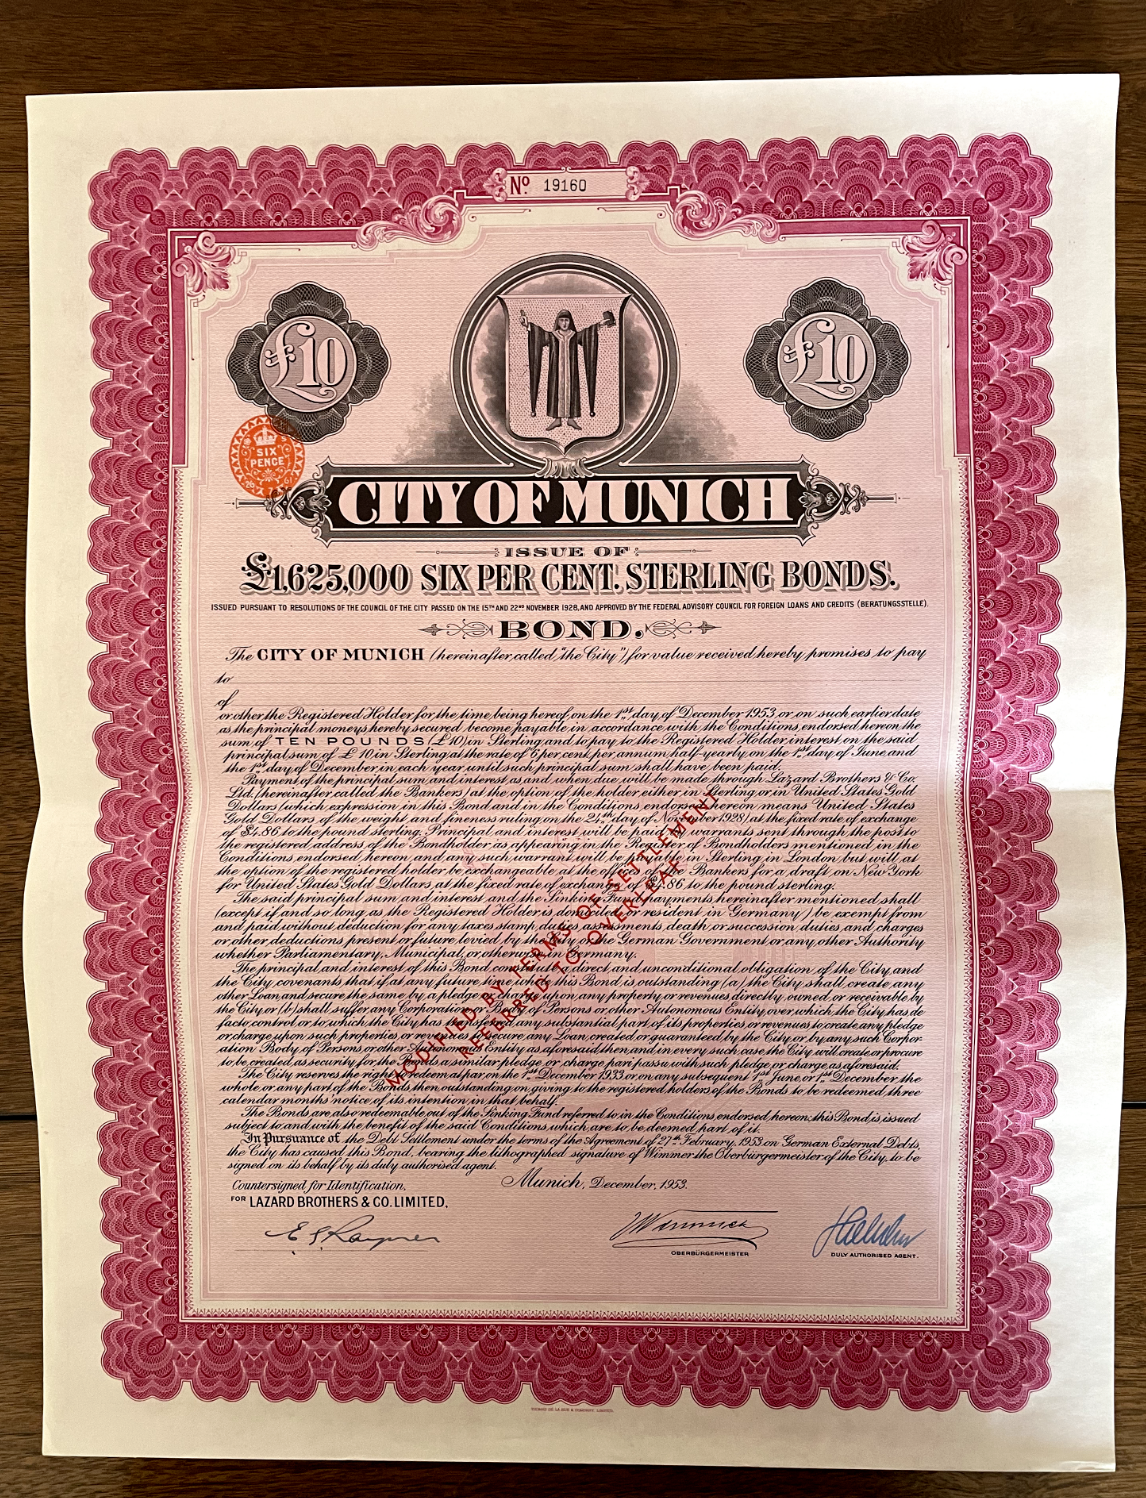 Nº 19160
£10
£10
SIX
PENCE
CITY OF MUNICH
ISSUE OF
£1,625,000 SIX PER CENT. STERLING BONDS.
ISSUED PURSUANT TO RESOLUTIONS OF THE COUNCIL OF THE CITY PASSED ON THE 15TH AND 22ND NOVEMBER 1928, AND APPROVED BY THE FEDERAL ADVISORY COUNCIL FOR FOREIGN LOANS AND CREDITS (BERATUNGSSTELLE).
BOND.
The CITY OF MUNICH (hereinafter called "the City") for value received hereby promises to pay
to
of
or other the Registered Holder for the time being hereof, on the 1st day of December 1953 or on such earlier date
as the principal moneys hereby secured become payable in accordance with the Conditions endorsed hereon the
sum of TEN POUNDS (£10) in Sterling and to pay to the Registered Holder interest on the said
principal sum of £10 in Sterling at the rate of 6 per cent. per annum half-yearly on the 1st day of June and
the 1st day of December in each year until such principal sum shall have been paid.
Payment of the principal sum and interest as and when due will be made through Lazard Brothers & Co.
Ltd. (hereinafter called the Bankers) at the option of the holder either in Sterling or in United States Gold
Dollars (which expression in this Bond and in the Conditions endorsed hereon means United States
Gold Dollars of the weight and fineness ruling on the 24th day of November 1928) at the fixed rate of exchange
of $4.86 to the pound sterling. Principal and interest will be paid by warrants sent through the post to
the registered address of the Bondholder as appearing in the Register of Bondholders mentioned in the
Conditions endorsed hereon and any such warrant will be payable in Sterling in London but will at
the option of the registered holder be exchangeable at the offices of the Bankers for a draft on New York
for United States Gold Dollars at the fixed rate of exchange of $4.86 to the pound sterling.
The said principal sum and interest and the Sinking Fund payments hereinafter mentioned shall
(except if and so long as the Registered Holder is domiciled or resident in Germany) be exempt from
and paid without deduction for any taxes stamp duties assessments death or succession duties and charges
or other deductions present or future levied by the City or the German Government or any other Authority
whether Parliamentary, Municipal, or otherwise in Germany.
The principal and interest of this Bond constitute a direct and unconditional obligation of the City and
the City covenants that if at any future time while this Bond is outstanding (a) the City shall create any
other Loan and secure the same by a pledge or charge upon any property or revenues directly owned or receivable by
the City or (b) shall suffer any Corporation or Body of Persons or other Autonomous Entity over which the City has de
facto control or to which the City has transferred any substantial part of its properties or revenues to create any pledge
or charge upon such properties or revenues to secure any Loan created or guaranteed by the City or by any such Corpor
ation Body of Persons or other Autonomous Entity as aforesaid then and in every such case the City will create or procure
to be created as security for the Bonds a similar pledge or charge pari passu with such pledge or charge as aforesaid.
The City reserves the right to redeem at par on the 1st December 1933 or on any subsequent 1st June or 1st December the
whole or any part of the Bonds then outstanding on giving to the registered holders of the Bonds to be redeemed three
calendar months' notice of its intention in that behalf.
The Bonds are also redeemable out of the Sinking Fund referred to in the Conditions endorsed hereon; this Bond is issued
subject to and with the benefit of the said Conditions which are to be deemed part of it.
In Pursuance of the Debt Settlement under the terms of the Agreement of 27th February, 1953 on German External Debts,
the City has caused this Bond, bearing the lithographed signature of Wimmer the Oberbürgermeister of the City, to be
signed on its behalf by its duly authorised agent.
Munich, December, 1953.
Countersigned for Identification.
FOR LAZARD BROTHERS & CO. LIMITED,
OBERBÜRGERMEISTER
DULY AUTHORISED AGENT.
MODIFIED BY TERMS OF SETTLEMENT
REFERRED TO OVERLEAF